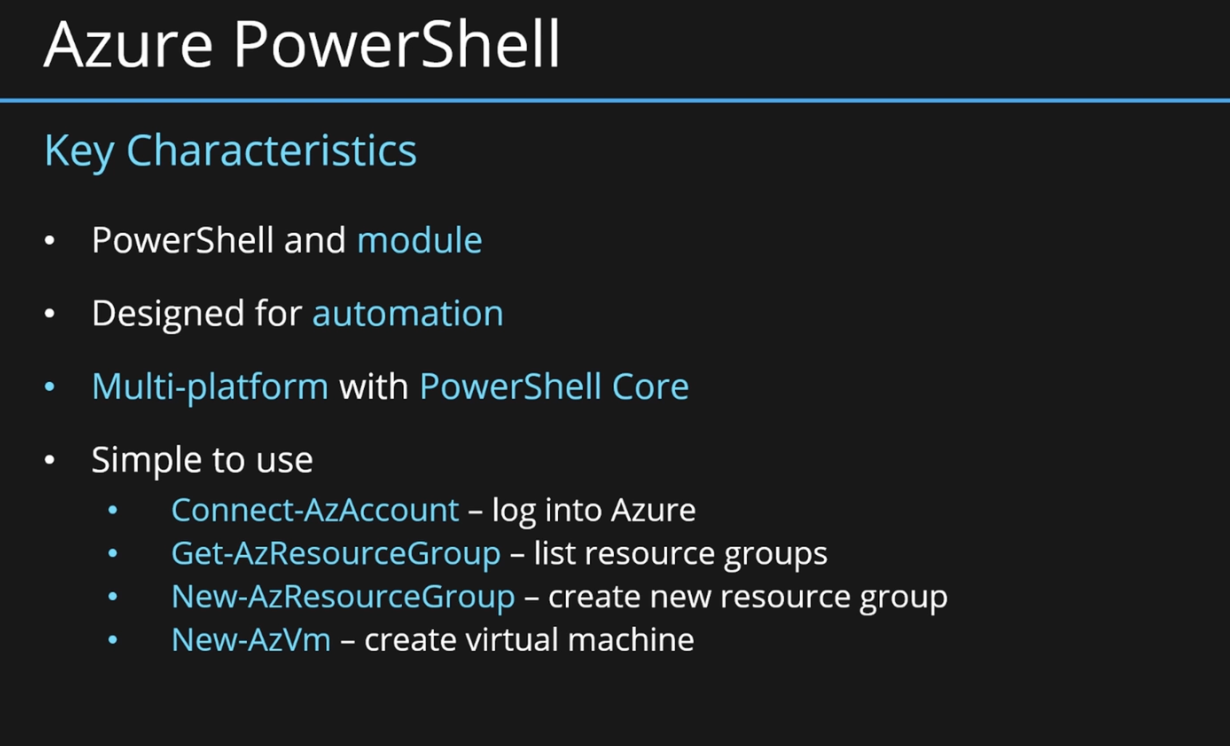 Azure PowerShell
Key Characteristics
• PowerShell and module
• Designed for automation
• Multi-platform with PowerShell Core
• Simple to use
• Connect-AzAccount – log into Azure
• Get-AzResourceGroup – list resource groups
• New-AzResourceGroup – create new resource group
• New-AzVm – create virtual machine